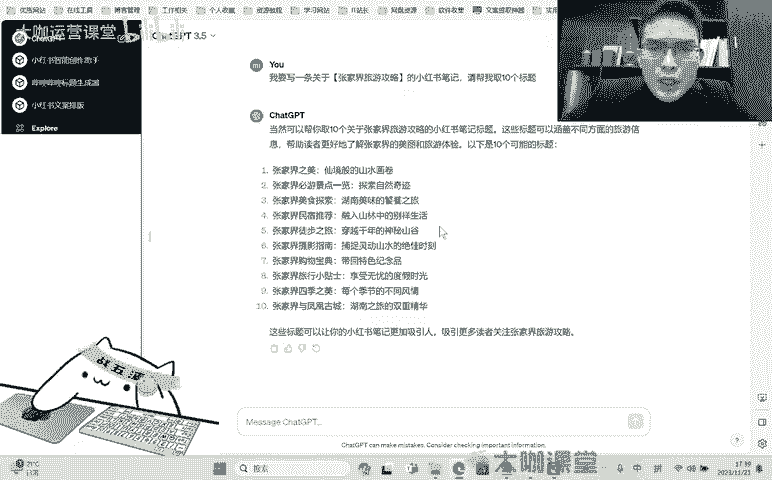 优秀网站 在线工具 博客管理 工作相关 个人收藏 资源教程 学习网站 IT站长 网盘资源 软件收集 文案提取神器
大咖运营课堂
ChatGPT
ChatGPT 3.5
小红书智能创作助手
哔哔哔哔标题生成器
小红书文案排版
Explore
You
我要写一条关于【张家界旅游攻略】的小红书笔记，请帮我取10个标题
ChatGPT
当然可以帮你取10个关于张家界旅游攻略的小红书笔记标题。这些标题可以涵盖不同方面的旅游信
息，帮助读者更好地了解张家界的美丽和旅游体验。以下是10个可能的标题：
1. 张家界之美：仙境般的山水画卷
2. 张家界必游景点一览：探索自然奇迹
3. 张家界美食探索：湖南美味的饕餮之旅
4. 张家界民宿推荐：融入山林中的别样生活
5. 张家界徒步之旅：穿越千年的神秘山谷
6. 张家界摄影指南：捕捉灵动山水的绝佳时刻
7. 张家界购物宝典：带回特色纪念品
8. 张家界旅行小贴士：享受无忧的度假时光
9. 张家界四季之美：每个季节的不同风情
10. 张家界与凤凰古城：湖南之旅的双重精华
这些标题可以让你的小红书笔记更加吸引人，吸引更多读者关注张家界旅游攻略。
Message ChatGPT...
ChatGPT can make mistakes. Consider checking important information.
大咖课堂
21°C
搜索
中
拼
17:39
2023/11/21